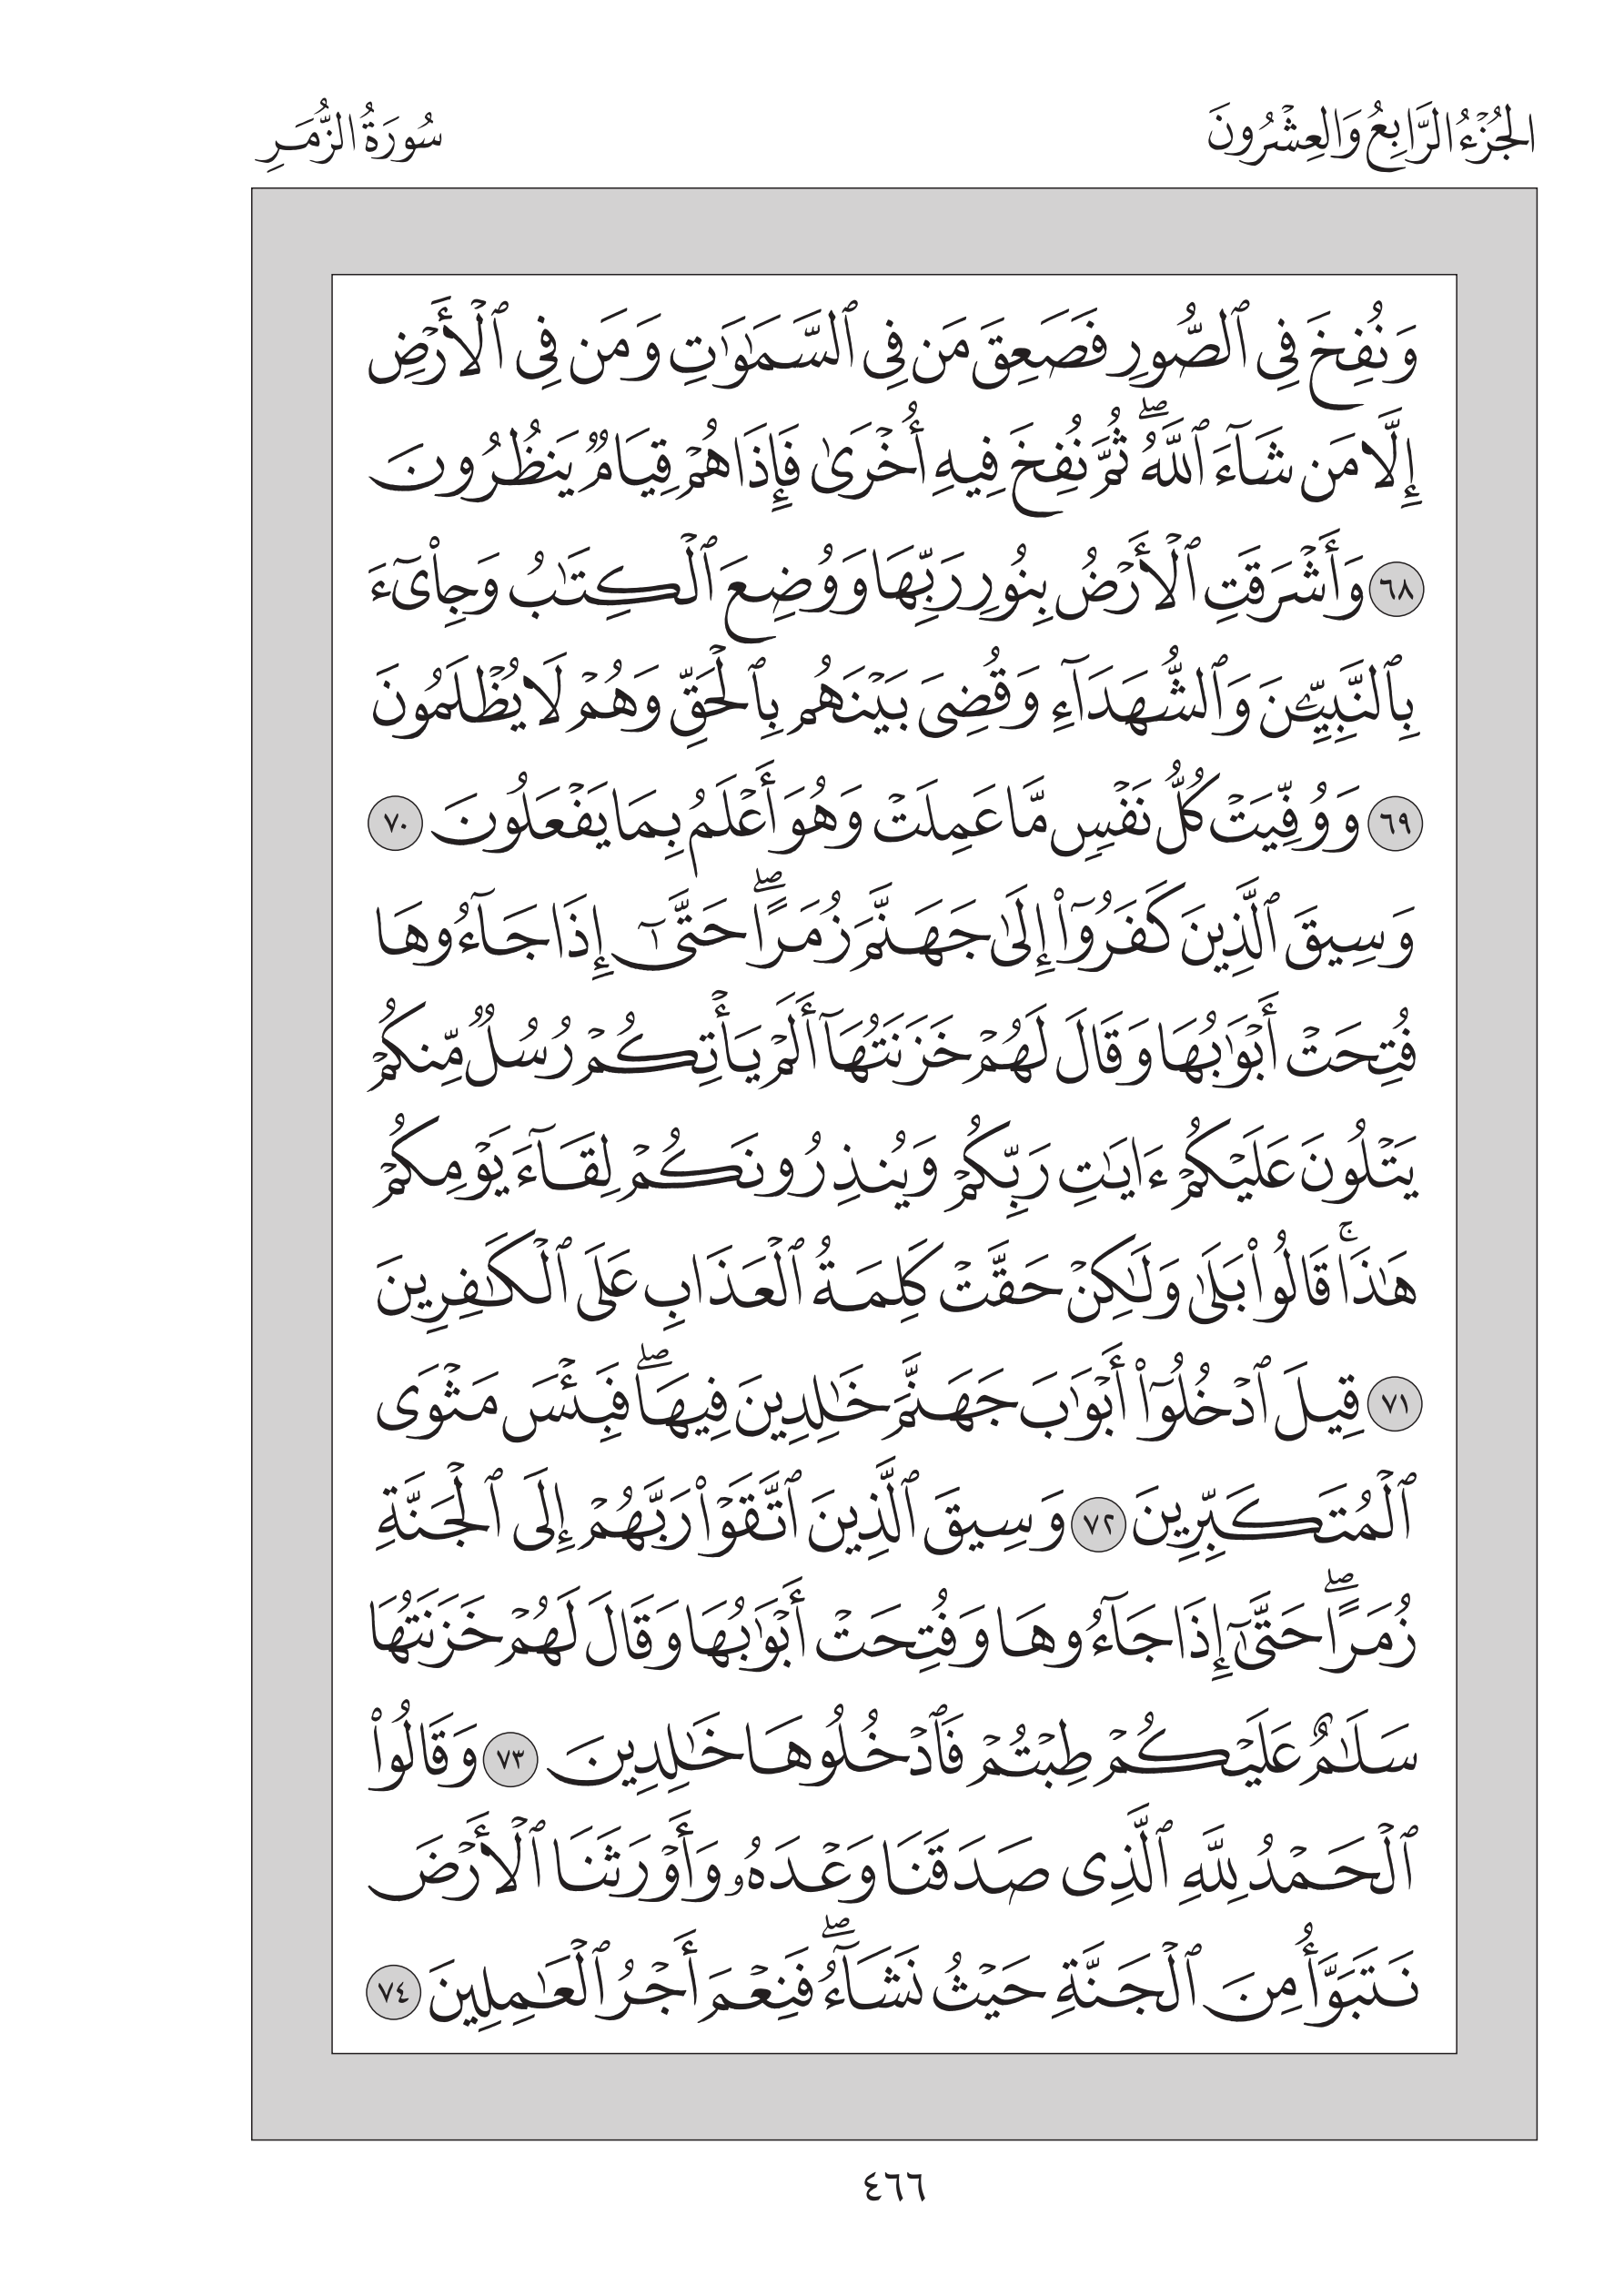 الجُزْءُ الرَّابِعُ وَالعِشْرُونَ
سُورَةُ الزُّمَرِ
وَنُفِخَ فِى ٱلصُّورِ فَصَعِقَ مَن فِى ٱلسَّمَـٰوَٰتِ وَمَن فِى ٱلْأَرْضِ
إِلَّا مَن شَآءَ ٱللَّهُ ۖ ثُمَّ نُفِخَ فِيهِ أُخْرَىٰ فَإِذَا هُمْ قِيَامٌ يَنظُرُونَ
٦٨ وَأَشْرَقَتِ ٱلْأَرْضُ بِنُورِ رَبِّهَا وَوُضِعَ ٱلْكِتَـٰبُ وَجِا۟ىٓءَ
بِٱلنَّبِيِّـۧنَ وَٱلشُّهَدَآءِ وَقُضِىَ بَيْنَهُم بِٱلْحَقِّ وَهُمْ لَا يُظْلَمُونَ
٦٩ وَوُفِّيَتْ كُلُّ نَفْسٍ مَّا عَمِلَتْ وَهُوَ أَعْلَمُ بِمَا يَفْعَلُونَ ٧٠
وَسِيقَ ٱلَّذِينَ كَفَرُوٓا۟ إِلَىٰ جَهَنَّمَ زُمَرًا ۖ حَتَّىٰٓ إِذَا جَآءُوهَا
فُتِحَتْ أَبْوَٰبُهَا وَقَالَ لَهُمْ خَزَنَتُهَآ أَلَمْ يَأْتِكُمْ رُسُلٌ مِّنكُمْ
يَتْلُونَ عَلَيْكُمْ ءَايَـٰتِ رَبِّكُمْ وَيُنذِرُونَكُمْ لِقَآءَ يَوْمِكُمْ
هَـٰذَا ۚ قَالُوا۟ بَلَىٰ وَلَـٰكِنْ حَقَّتْ كَلِمَةُ ٱلْعَذَابِ عَلَى ٱلْكَـٰفِرِينَ
٧١ قِيلَ ٱدْخُلُوٓا۟ أَبْوَٰبَ جَهَنَّمَ خَـٰلِدِينَ فِيهَا ۖ فَبِئْسَ مَثْوَى
ٱلْمُتَكَبِّرِينَ ٧٢ وَسِيقَ ٱلَّذِينَ ٱتَّقَوْا۟ رَبَّهُمْ إِلَى ٱلْجَنَّةِ
زُمَرًا ۖ حَتَّىٰٓ إِذَا جَآءُوهَا وَفُتِحَتْ أَبْوَٰبُهَا وَقَالَ لَهُمْ خَزَنَتُهَا
سَلَـٰمٌ عَلَيْكُمْ طِبْتُمْ فَٱدْخُلُوهَا خَـٰلِدِينَ ٧٣ وَقَالُوا۟
ٱلْحَمْدُ لِلَّهِ ٱلَّذِى صَدَقَنَا وَعْدَهُۥ وَأَوْرَثَنَا ٱلْأَرْضَ
نَتَبَوَّأُ مِنَ ٱلْجَنَّةِ حَيْثُ نَشَآءُ ۖ فَنِعْمَ أَجْرُ ٱلْعَـٰمِلِينَ ٧٤
٤٦٦